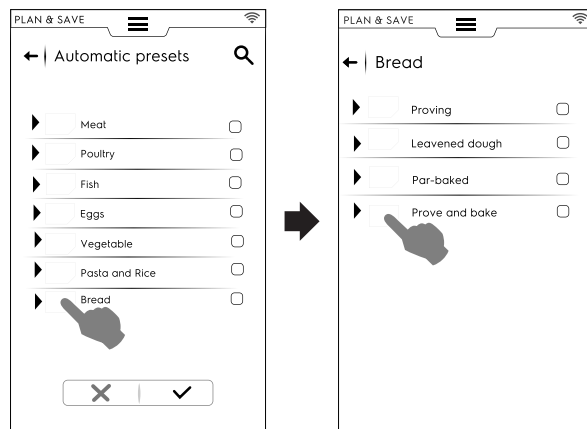 PLAN & SAVE
Automatic presets
Meat
Poultry
Fish
Eggs
Vegetable
Pasta and Rice
Bread
PLAN & SAVE
Bread
Proving
Leavened dough
Par-baked
Prove and bake